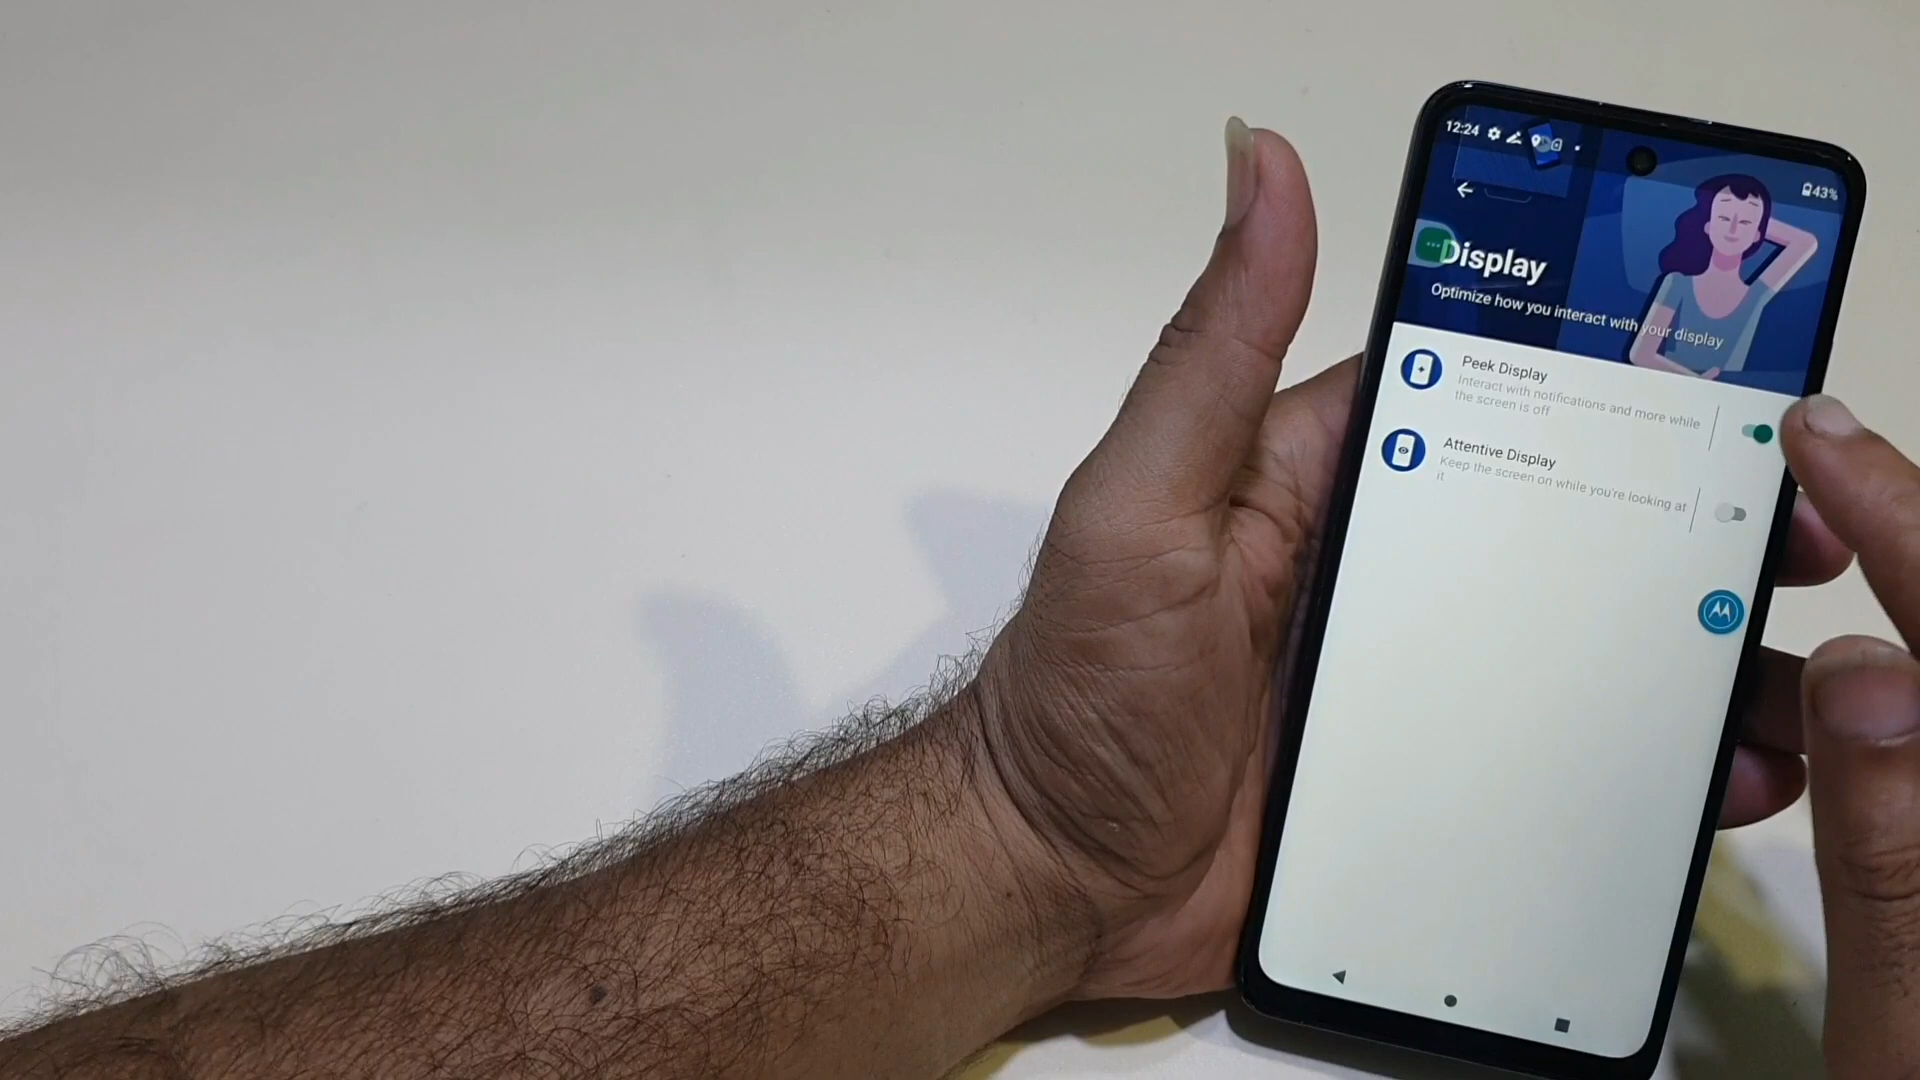 12:24
43%
Display
Optimize how you interact with your display
Peek Display
Interact with notifications and more while
the screen is off
Attentive Display
Keep the screen on while you're looking at
it